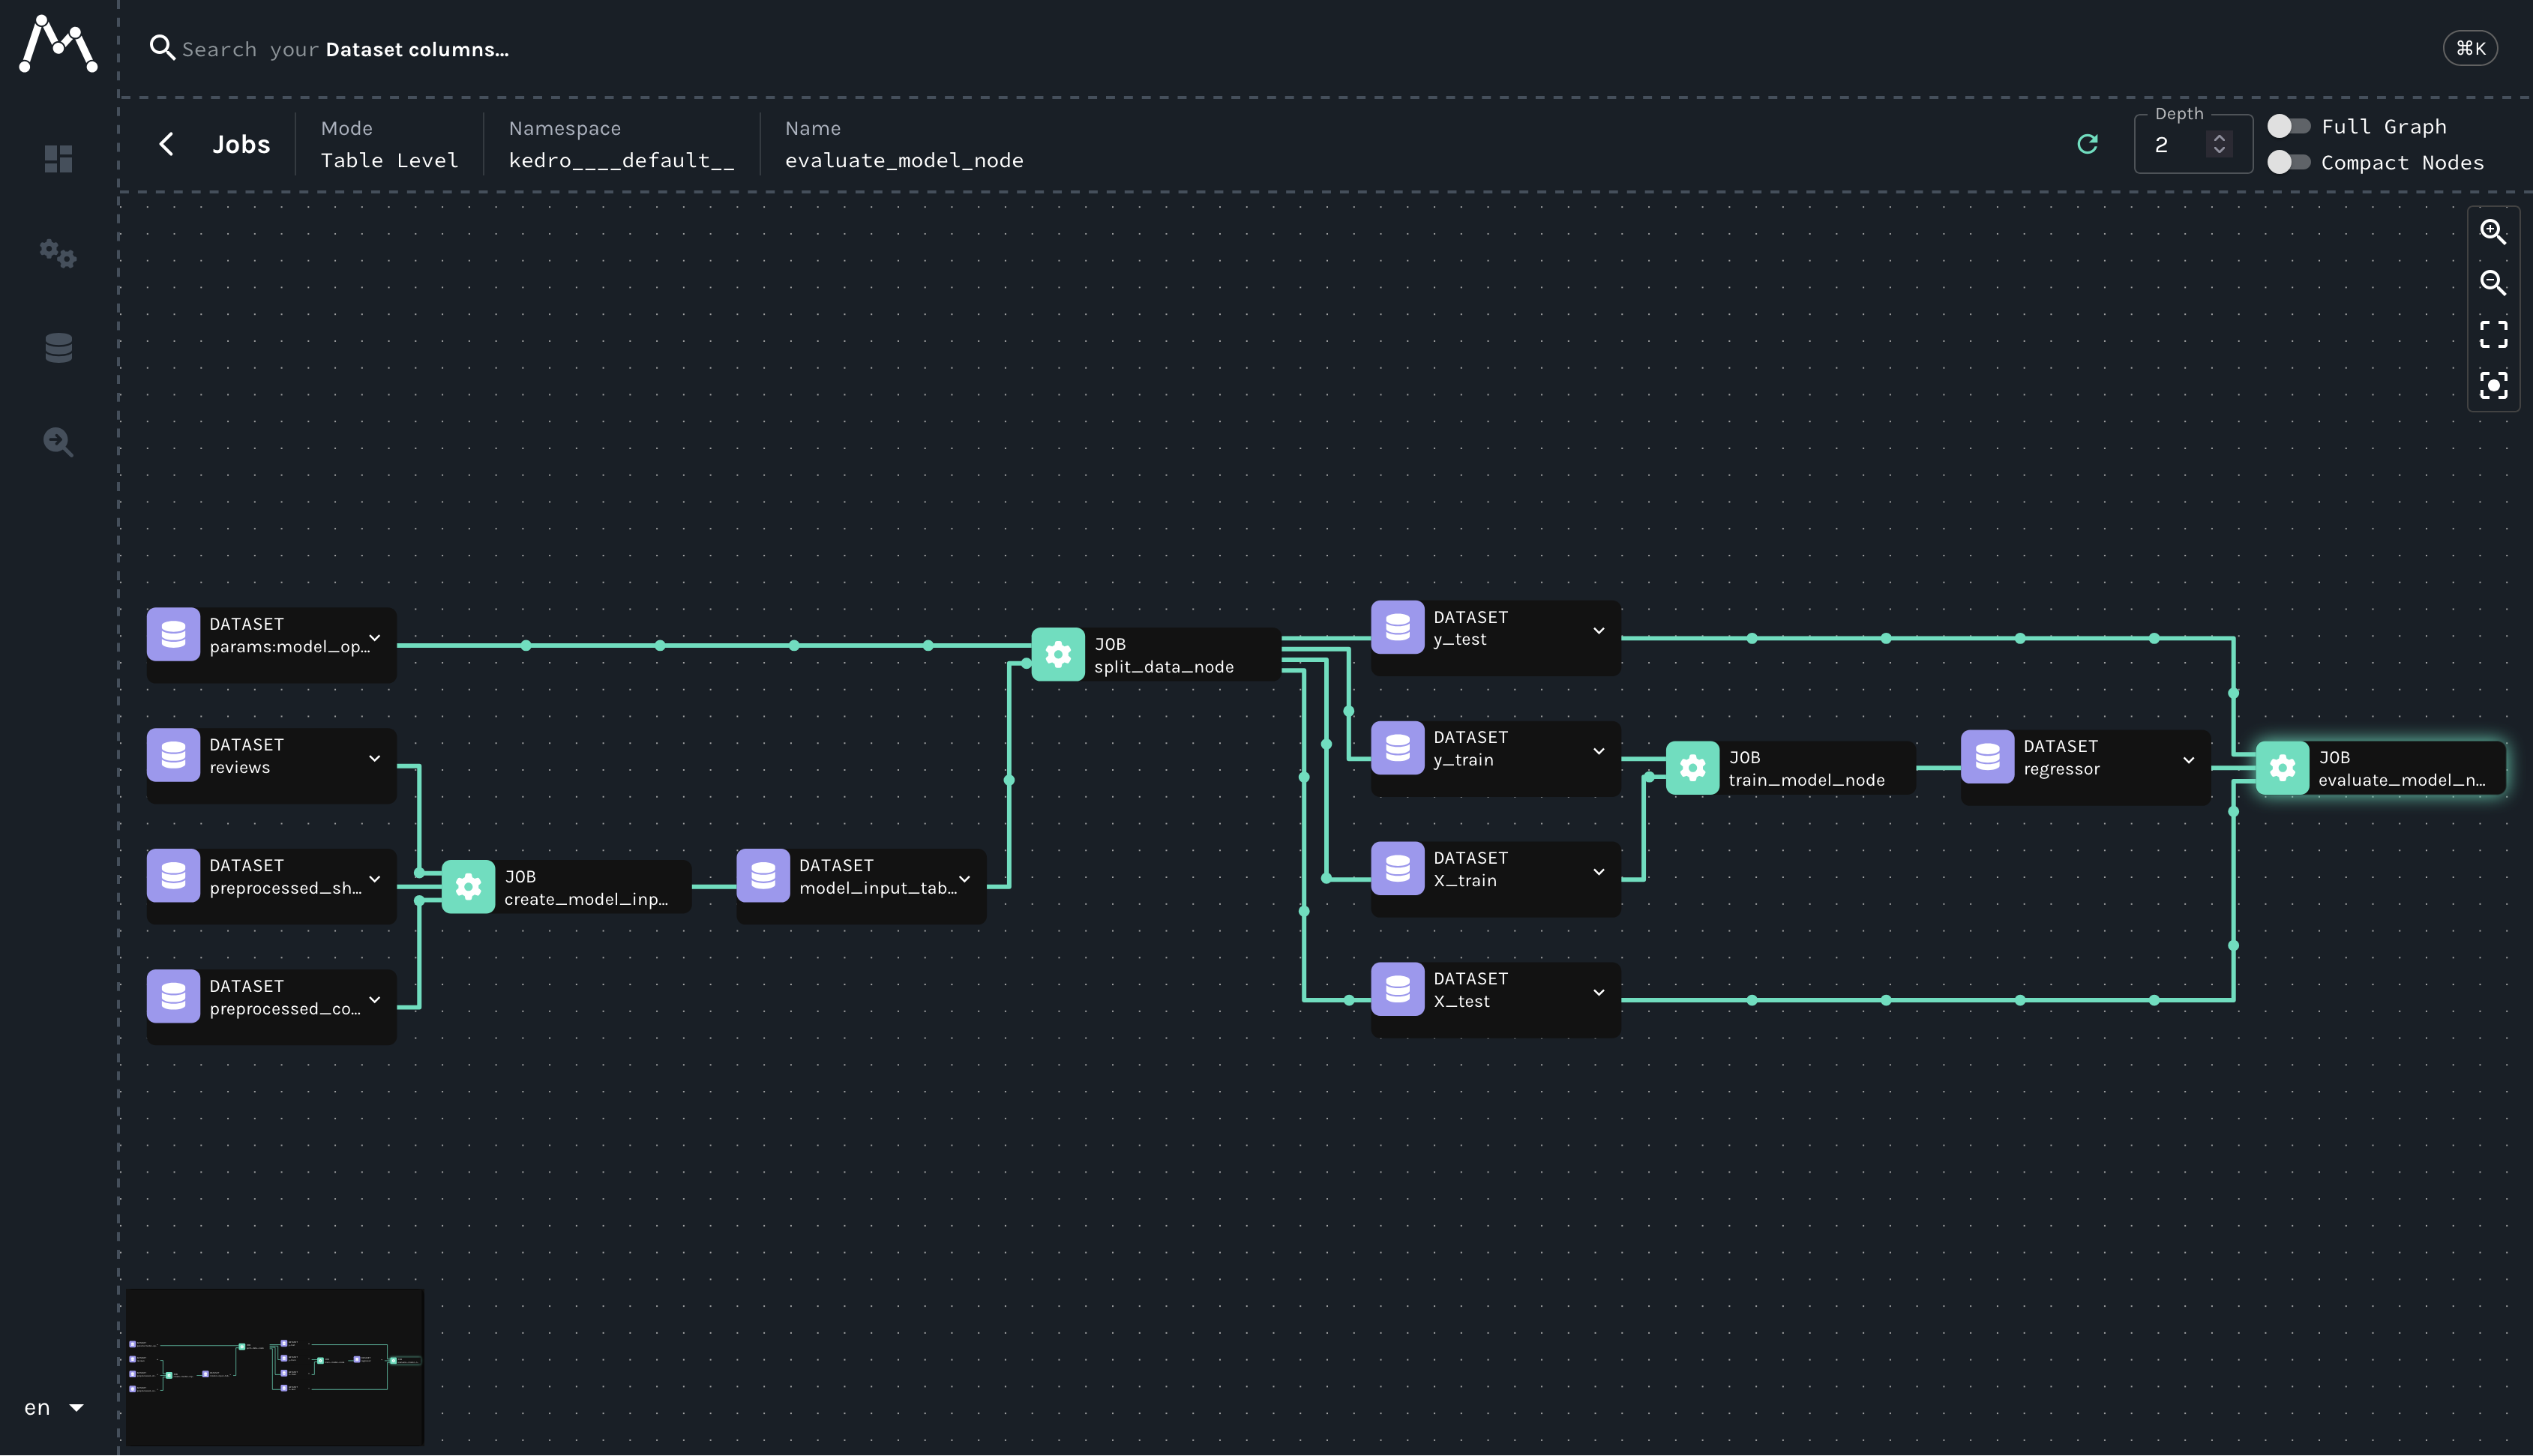 Search your Dataset columns...
⌘K
Jobs
Mode
Table Level
Namespace
kedro____default__
Name
evaluate_model_node
Depth
2
Full Graph
Compact Nodes
DATASET
params:model_op...
DATASET
reviews
DATASET
preprocessed_sh...
DATASET
preprocessed_co...
JOB
create_model_inp...
DATASET
model_input_tab...
JOB
split_data_node
DATASET
y_test
DATASET
y_train
DATASET
X_train
DATASET
X_test
JOB
train_model_node
DATASET
regressor
JOB
evaluate_model_n...
en